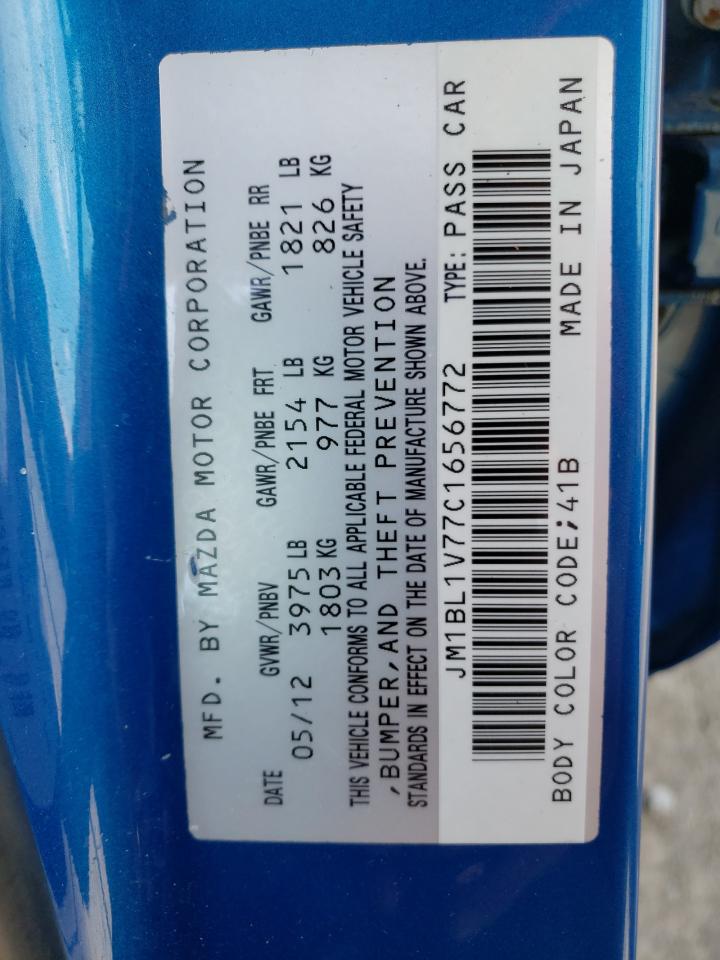 MFD. BY MAZDA MOTOR CORPORATION
DATE GVWR/PNBV GAWR/PNBE FRT GAWR/PNBE RR
05/12 3975 LB 2154 LB 1821 LB
1803 KG 977 KG 826 KG
THIS VEHICLE CONFORMS TO ALL APPLICABLE FEDERAL MOTOR VEHICLE SAFETY
,BUMPER,AND THEFT PREVENTION
STANDARDS IN EFFECT ON THE DATE OF MANUFACTURE SHOWN ABOVE.
JM1BL1V77C1656772 TYPE: PASS CAR
BODY COLOR CODE;41B MADE IN JAPAN